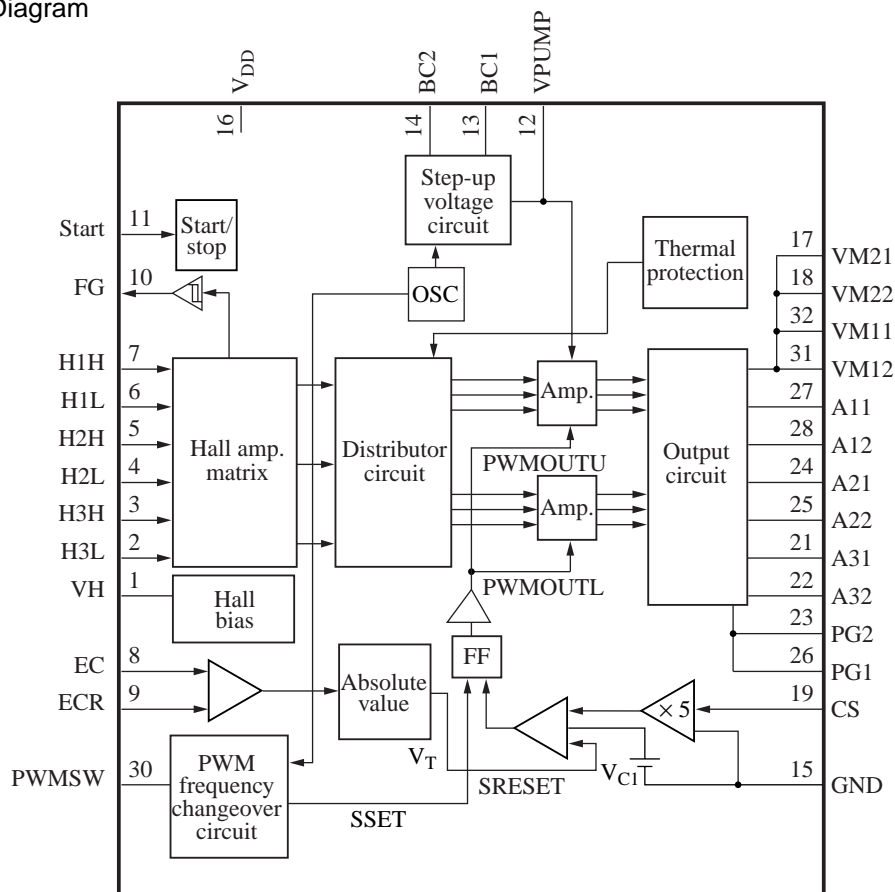 Diagram
VDD
BC2
BC1
VPUMP
16
14
13
12
Step-up
voltage
circuit
Start
11
Start/
stop
Thermal
protection
17
VM21
FG
10
OSC
18
VM22
32
VM11
31
VM12
H1H
7
H1L
6
H2H
5
H2L
4
H3H
3
H3L
2
Hall amp.
matrix
Distributor
circuit
Amp.
PWMOUTU
Amp.
PWMOUTL
Output
circuit
27
A11
28
A12
24
A21
25
A22
21
A31
22
A32
23
PG2
26
PG1
VH
1
Hall
bias
FF
EC
8
ECR
9
Absolute
value
× 5
19
CS
VT
SRESET
VC1
15
GND
PWMSW
30
PWM
frequency
changeover
circuit
SSET